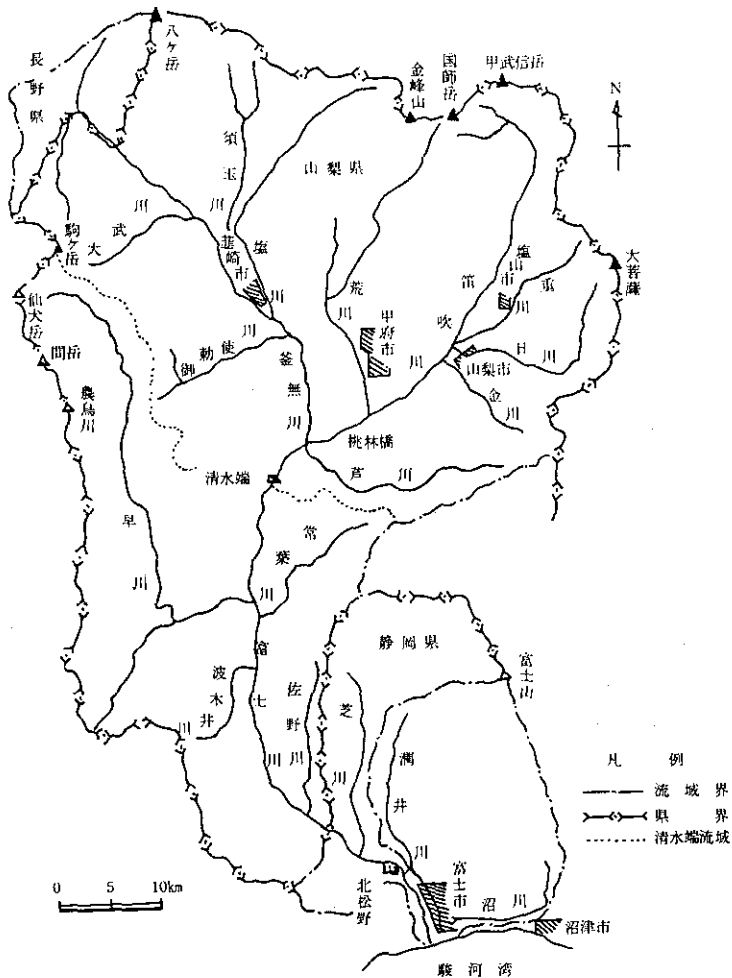 八ヶ岳
長野県
金峰山
国師岳
甲武信岳
N
須玉川
山梨県
駒ヶ岳
大武川
塩川
韮崎市
荒川
笛吹川
塩山市
重川
大菩薩
仙丈岳
間岳
農鳥川
御勅使川
釜無川
甲府市
日川
山梨市
金川
桃林橋
芦川
清水端
早川
常葉川
静岡県
富士山
波木井川
富士川
佐野川
芝川
潤井川
凡例
流域界
県界
清水端流域
0 5 10km
北松野
富士市
沼川
沼津市
駿河湾